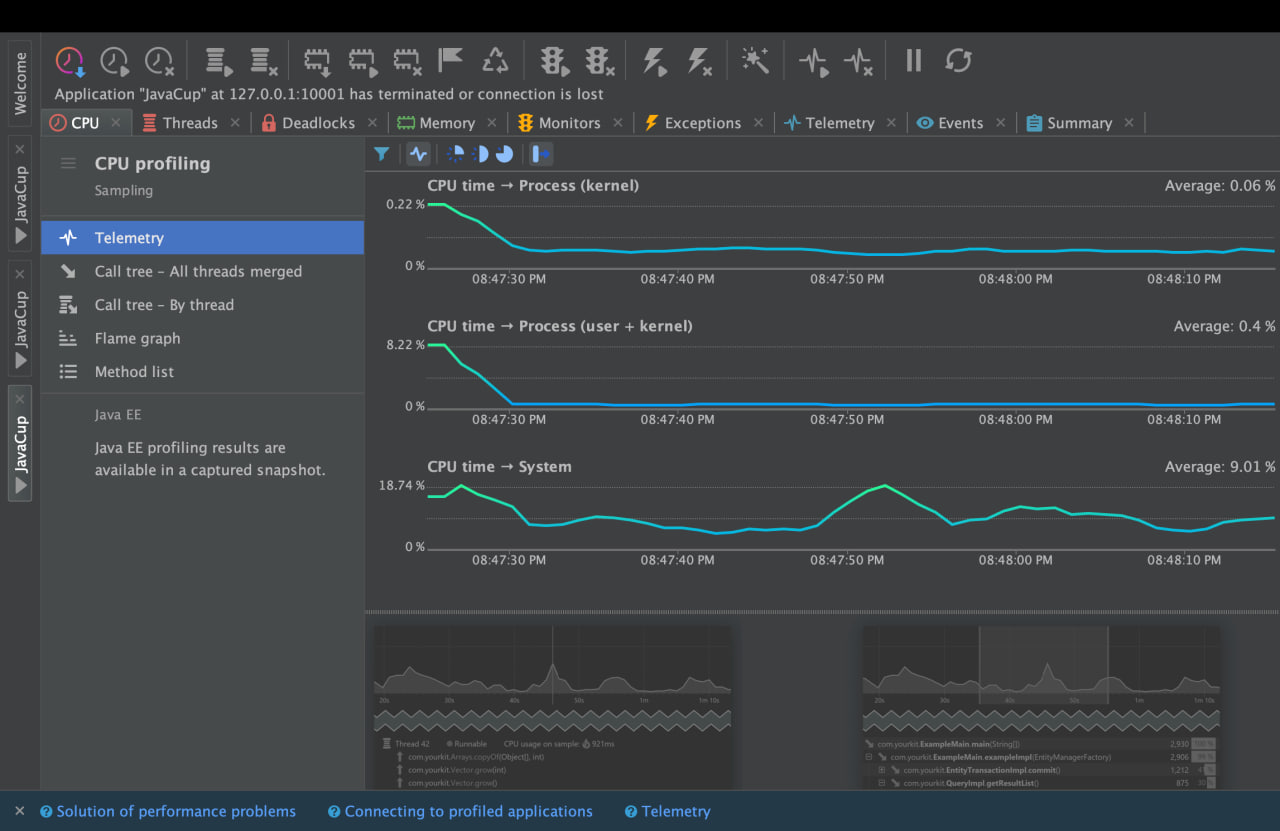 Welcome
Application "JavaCup" at 127.0.0.1:10001 has terminated or connection is lost
CPU
Threads
Deadlocks
Memory
Monitors
Exceptions
Telemetry
Events
Summary
JavaCup
JavaCup
JavaCup
CPU profiling
Sampling
Telemetry
Call tree – All threads merged
Call tree – By thread
Flame graph
Method list
Java EE
Java EE profiling results are
available in a captured snapshot.
CPU time → Process (kernel)
Average: 0.06 %
0.22 %
0 %
08:47:30 PM
08:47:40 PM
08:47:50 PM
08:48:00 PM
08:48:10 PM
CPU time → Process (user + kernel)
Average: 0.4 %
8.22 %
0 %
08:47:30 PM
08:47:40 PM
08:47:50 PM
08:48:00 PM
08:48:10 PM
CPU time → System
Average: 9.01 %
18.74 %
0 %
08:47:30 PM
08:47:40 PM
08:47:50 PM
08:48:00 PM
08:48:10 PM
20s 30s 40s 50s 1m 1m 10s
Thread 42 Runnable CPU usage on sample: 921ms
com.yourkit.Arrays.copyOf(Object[], int)
com.yourkit.Vector.grow(int)
com.yourkit.Vector.grow()
20s 30s 40s 50s 1m 1m 10s
com.yourkit.ExampleMain.main(String[]) 2,930 100 %
com.yourkit.ExampleMain.exampleImpl(EntityManagerFactory) 2,906 99 %
com.yourkit.EntityTransactionImpl.commit() 1,212 41 %
com.yourkit.QueryImpl.getResultList() 875 30 %
Solution of performance problems
Connecting to profiled applications
Telemetry